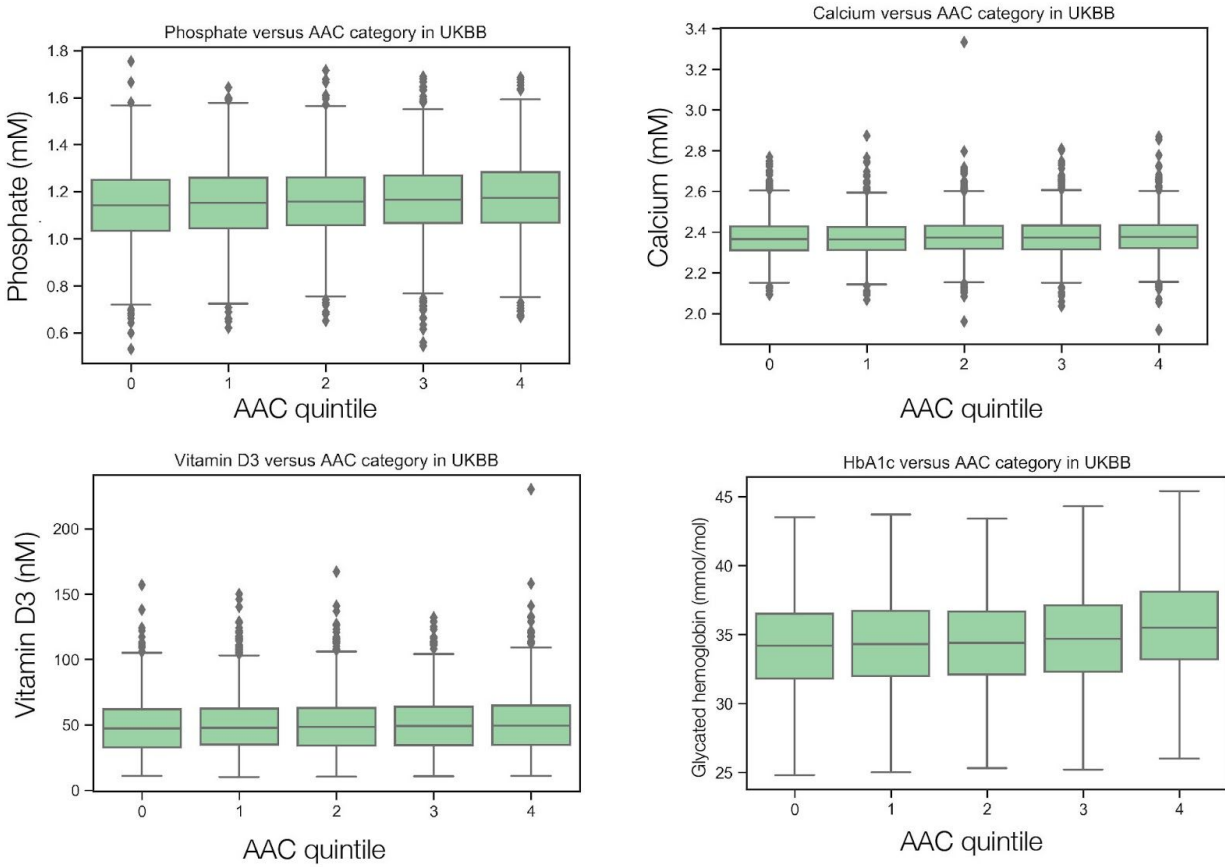 Phosphate versus AAC category in UKBB
Phosphate (mM)
1.8
1.6
1.4
1.2
1.0
0.8
0.6
0 1 2 3 4
AAC quintile
Calcium versus AAC category in UKBB
Calcium (mM)
3.4
3.2
3.0
2.8
2.6
2.4
2.2
2.0
0 1 2 3 4
AAC quintile
Vitamin D3 versus AAC category in UKBB
Vitamin D3 (nM)
200
150
100
50
0
0 1 2 3 4
AAC quintile
HbA1c versus AAC category in UKBB
Glycated hemoglobin (mmol/mol)
45
40
35
30
25
0 1 2 3 4
AAC quintile